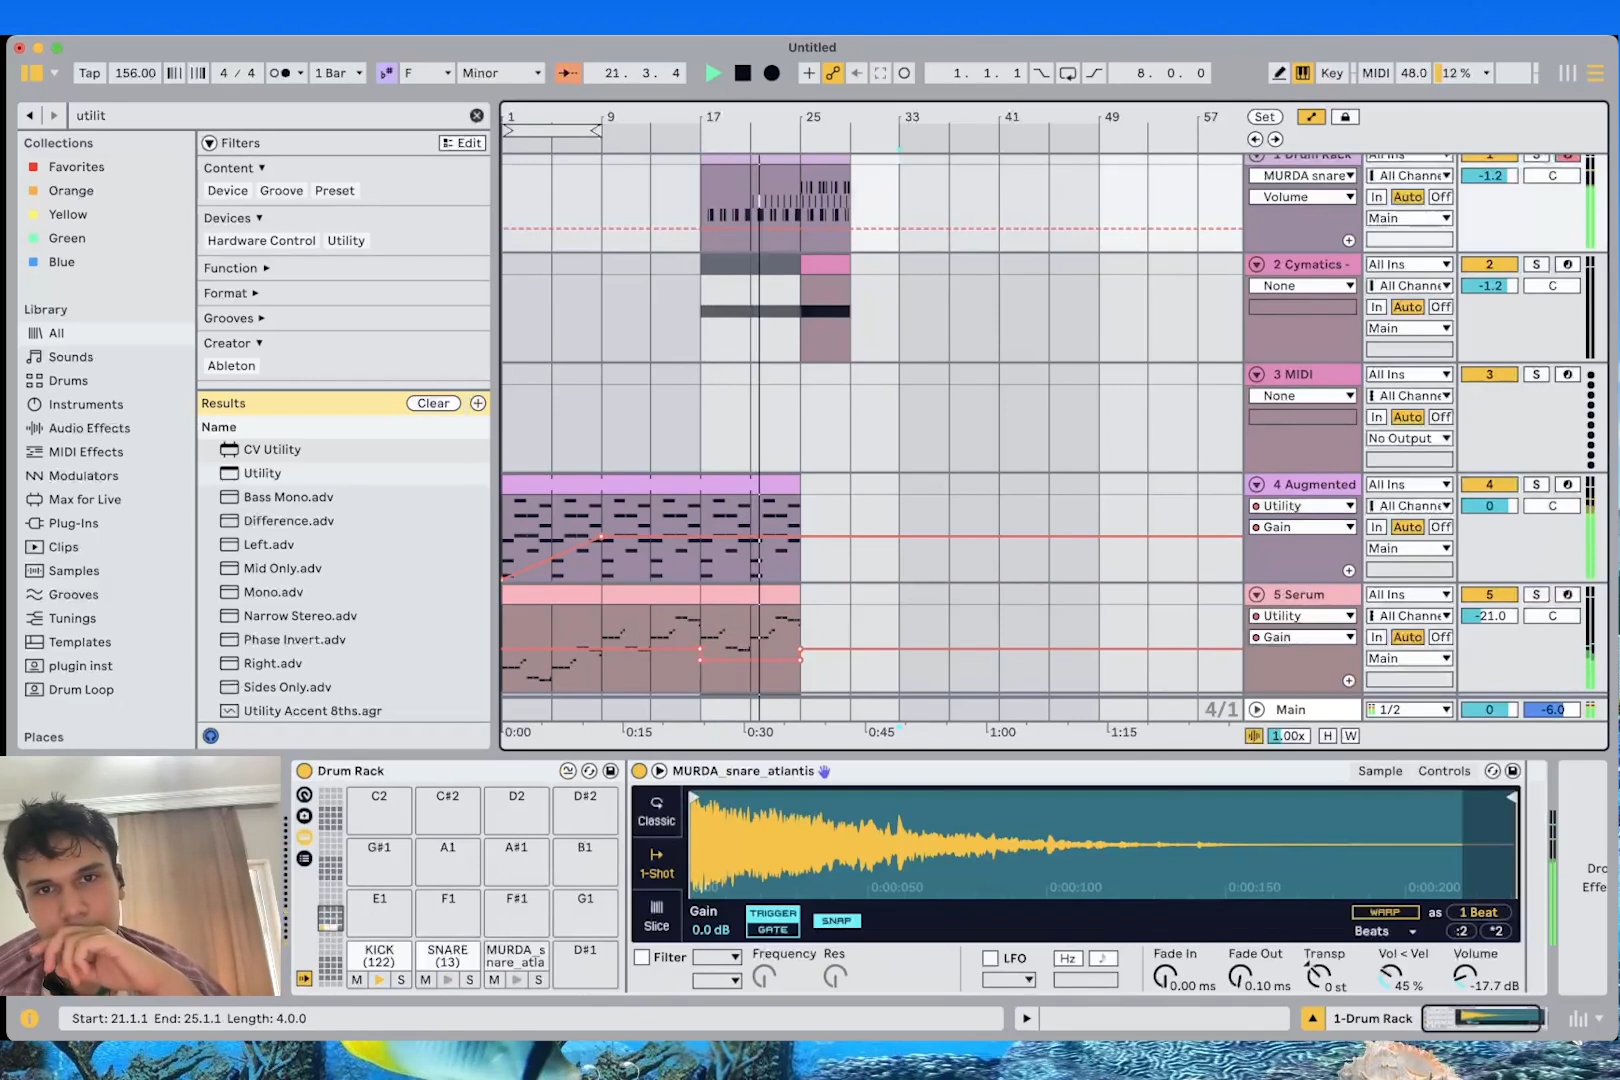 Untitled
Tap 156.00 4 / 4 1 Bar F Minor 21. 3. 4 1. 1. 1 8. 0. 0 Key MIDI 48.0 12 %
utilit
Collections
Favorites
Orange
Yellow
Green
Blue
Library
All
Sounds
Drums
Instruments
Audio Effects
MIDI Effects
Modulators
Max for Live
Plug-Ins
Clips
Samples
Grooves
Tunings
Templates
plugin inst
Drum Loop
Places
Filters Edit
Content
Device Groove Preset
Devices
Hardware Control Utility
Function
Format
Grooves
Creator
Ableton
Results Clear
Name
CV Utility
Utility
Bass Mono.adv
Difference.adv
Left.adv
Mid Only.adv
Mono.adv
Narrow Stereo.adv
Phase Invert.adv
Right.adv
Sides Only.adv
Utility Accent 8ths.agr
1 9 17 25 33 41 49 57
Set
1 Drum Rack All Ins 1 S
MURDA snare All Channe -1.2 C
Volume In Auto Off
Main
2 Cymatics - All Ins 2 S
None All Channe -1.2 C
In Auto Off
Main
3 MIDI All Ins 3 S
None All Channe
In Auto Off
No Output
4 Augmented All Ins 4 S
Utility All Channe 0 C
Gain In Auto Off
Main
5 Serum All Ins 5 S
Utility All Channe -21.0 C
Gain In Auto Off
Main
4/1 Main 1/2 0 -6.0
0:00 0:15 0:30 0:45 1:00 1:15 1.00x H W
Drum Rack
C2 C#2 D2 D#2
G#1 A1 A#1 B1
E1 F1 F#1 G1
KICK (122) SNARE (13) MURDA_snare_atla D#1
M S M S M S
MURDA_snare_atlantis Sample Controls
Classic
1-Shot
Slice
0:00:050 0:00:100 0:00:150 0:00:200
Gain
0.0 dB
TRIGGER
GATE
SNAP
WARP as 1 Beat
Beats :2 *2
Filter Frequency Res LFO Hz
Fade In Fade Out Transp Vol < Vel Volume
0.00 ms 0.10 ms 0 st 45 % -17.7 dB
Drc
Effe
Start: 21.1.1 End: 25.1.1 Length: 4.0.0
1-Drum Rack